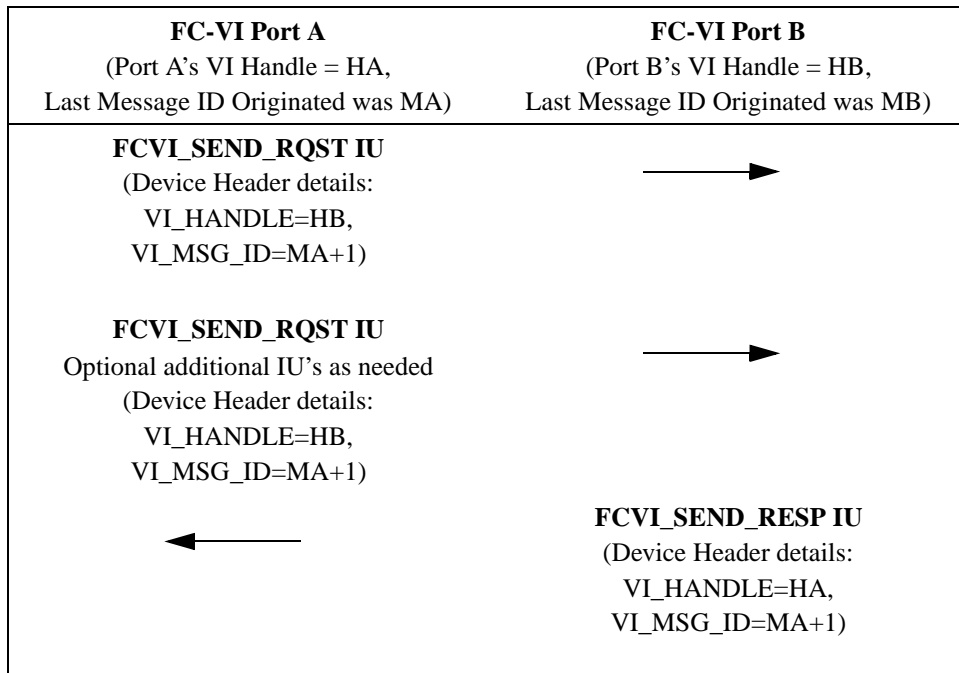 FC-VI Port A
(Port A's VI Handle = HA,
Last Message ID Originated was MA)
FC-VI Port B
(Port B's VI Handle = HB,
Last Message ID Originated was MB)
FCVI_SEND_RQST IU
(Device Header details:
VI_HANDLE=HB,
VI_MSG_ID=MA+1)
FCVI_SEND_RQST IU
Optional additional IU's as needed
(Device Header details:
VI_HANDLE=HB,
VI_MSG_ID=MA+1)
FCVI_SEND_RESP IU
(Device Header details:
VI_HANDLE=HA,
VI_MSG_ID=MA+1)